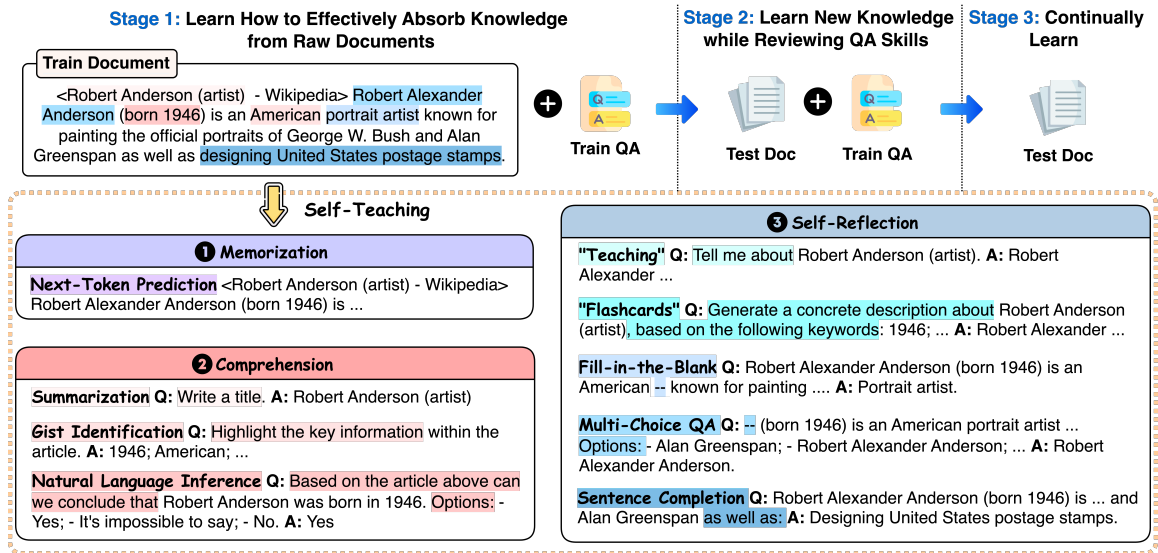 Stage 1: Learn How to Effectively Absorb Knowledge
from Raw Documents
Train Document
<Robert Anderson (artist) - Wikipedia> Robert Alexander
Anderson (born 1946) is an American portrait artist known for
painting the official portraits of George W. Bush and Alan
Greenspan as well as designing United States postage stamps.
+
Q
A
Train QA
Stage 2: Learn New Knowledge
while Reviewing QA Skills
Test Doc
+
Q
A
Train QA
Stage 3: Continually
Learn
Test Doc
Self-Teaching
1 Memorization
Next-Token Prediction <Robert Anderson (artist) - Wikipedia>
Robert Alexander Anderson (born 1946) is ...
2 Comprehension
Summarization Q: Write a title. A: Robert Anderson (artist)
Gist Identification Q: Highlight the key information within the
article. A: 1946; American; ...
Natural Language Inference Q: Based on the article above can
we conclude that Robert Anderson was born in 1946. Options: -
Yes; - It's impossible to say; - No. A: Yes
3 Self-Reflection
"Teaching" Q: Tell me about Robert Anderson (artist). A: Robert
Alexander ...
"Flashcards" Q: Generate a concrete description about Robert Anderson
(artist), based on the following keywords: 1946; ... A: Robert Alexander ...
Fill-in-the-Blank Q: Robert Alexander Anderson (born 1946) is an
American -- known for painting .... A: Portrait artist.
Multi-Choice QA Q: -- (born 1946) is an American portrait artist ...
Options: - Alan Greenspan; - Robert Alexander Anderson; ... A: Robert
Alexander Anderson.
Sentence Completion Q: Robert Alexander Anderson (born 1946) is ... and
Alan Greenspan as well as: A: Designing United States postage stamps.